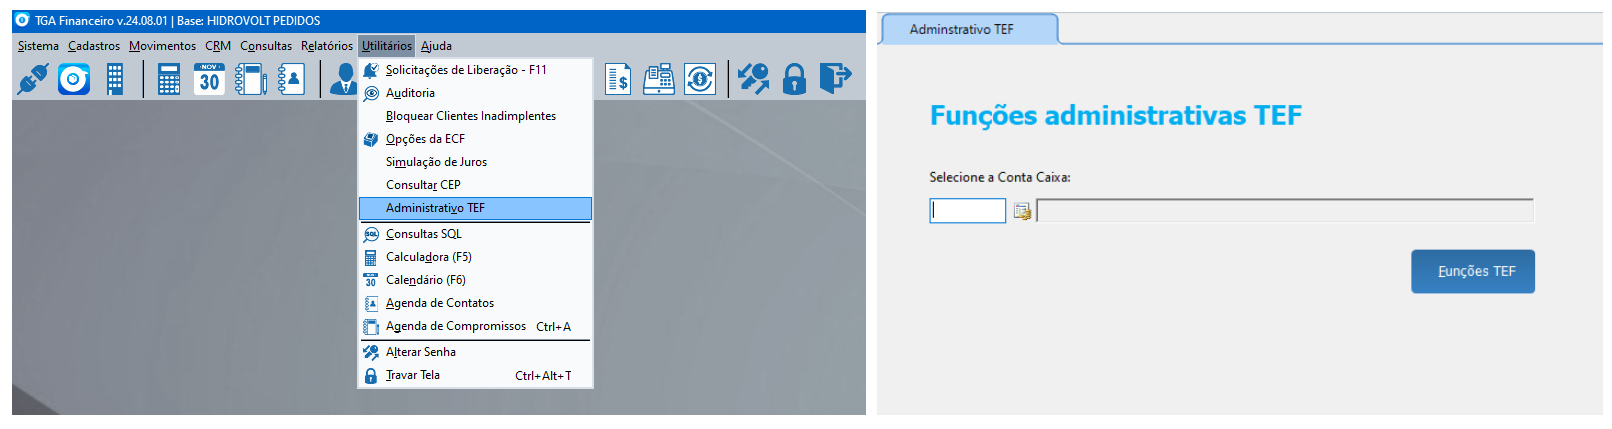 TGA Financeiro v.24.08.01 | Base: HIDROVOLT PEDIDOS
Sistema Cadastros Movimentos CRM Consultas Relatórios Utilitários Ajuda
NOV
30
Solicitações de Liberação - F11
Auditoria
Bloquear Clientes Inadimplentes
Opções da ECF
Simulação de Juros
Consultar CEP
Administrativo TEF
SQL Consultas SQL
Calculadora (F5)
30 Calendário (F6)
Agenda de Contatos
Agenda de Compromissos Ctrl+A
Alterar Senha
Travar Tela Ctrl+Alt+T
Adminstrativo TEF
Funções administrativas TEF
Selecione a Conta Caixa:
Funções TEF